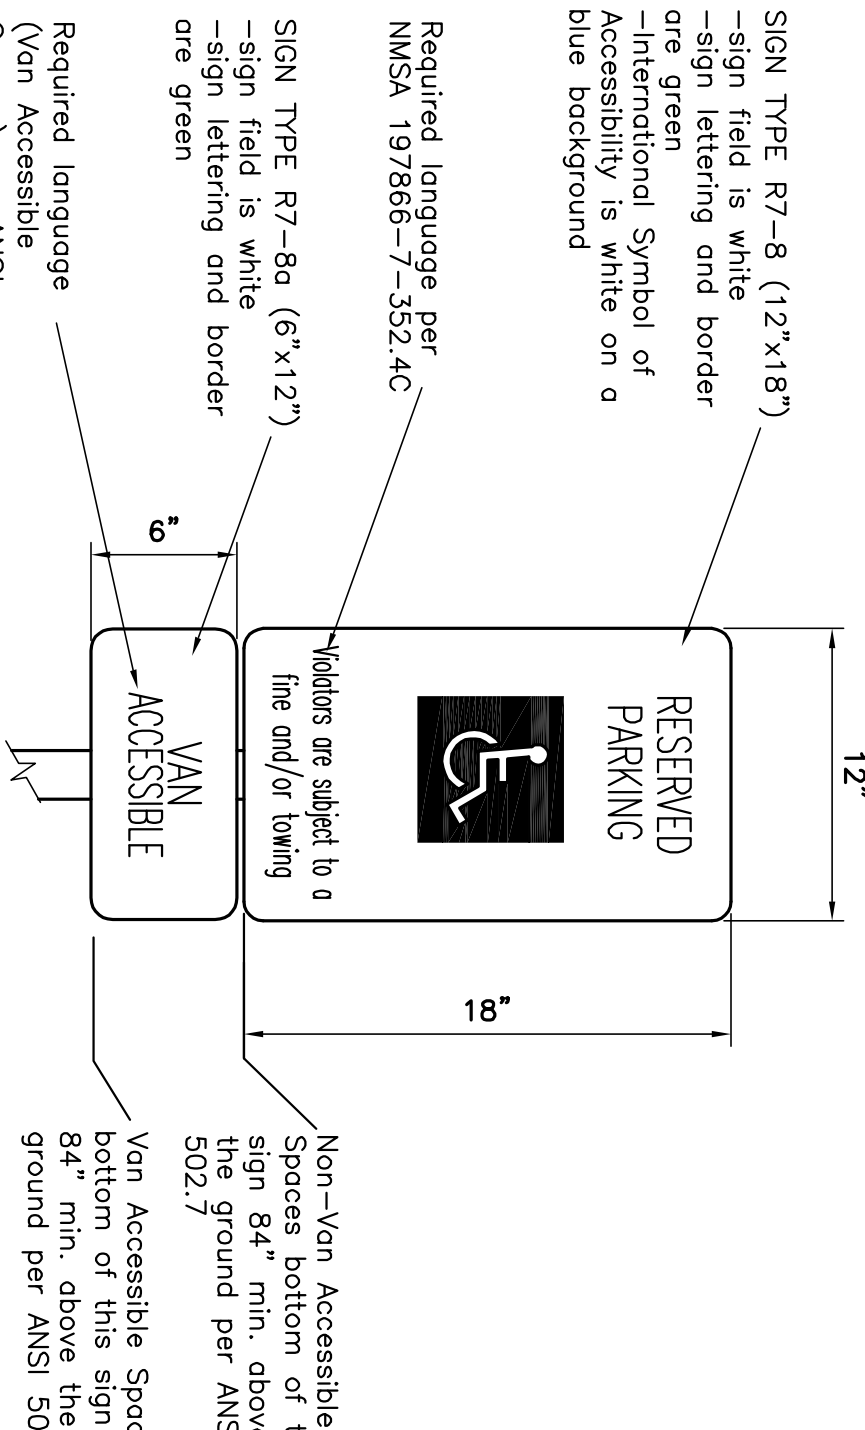 SIGN TYPE R7-8 (12"x18")
-sign field is white
-sign lettering and border
are green
-International Symbol of
Accessibility is white on a
blue background
Required language per
NMSA 197866-7-352.4C
SIGN TYPE R7-8a (6"x12")
-sign field is white
-sign lettering and border
are green
Required language
(Van Accessible
12"
18"
6"
RESERVED
PARKING
Violators are subject to a
fine and/or towing
VAN
ACCESSIBLE
Non-Van Accessible
Spaces bottom of
sign 84" min. above
the ground per
502.7
Van Accessible
bottom of this sign
84" min. above the
ground per ANSI